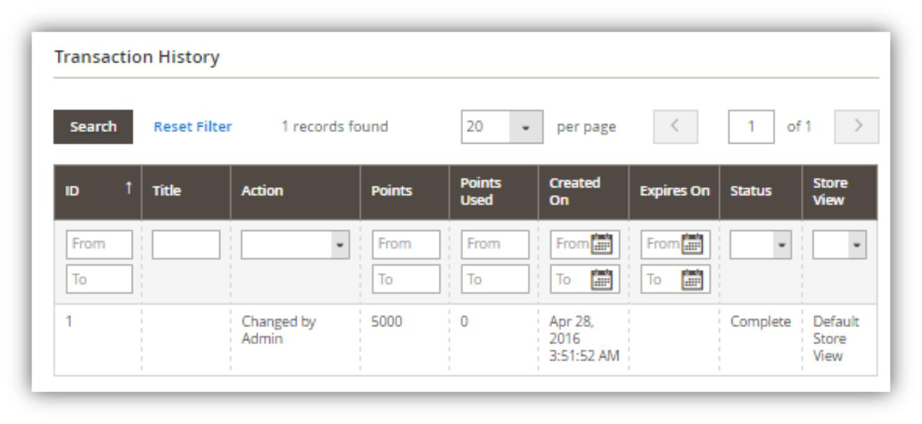 Transaction History
Search Reset Filter 1 records found 20 per page 1 of 1
ID ↑ Title Action Points Points Used Created On Expires On Status Store View
From From From From From
To To To To To
1 Changed by Admin 5000 0 Apr 28, 2016 3:51:52 AM Complete Default Store View